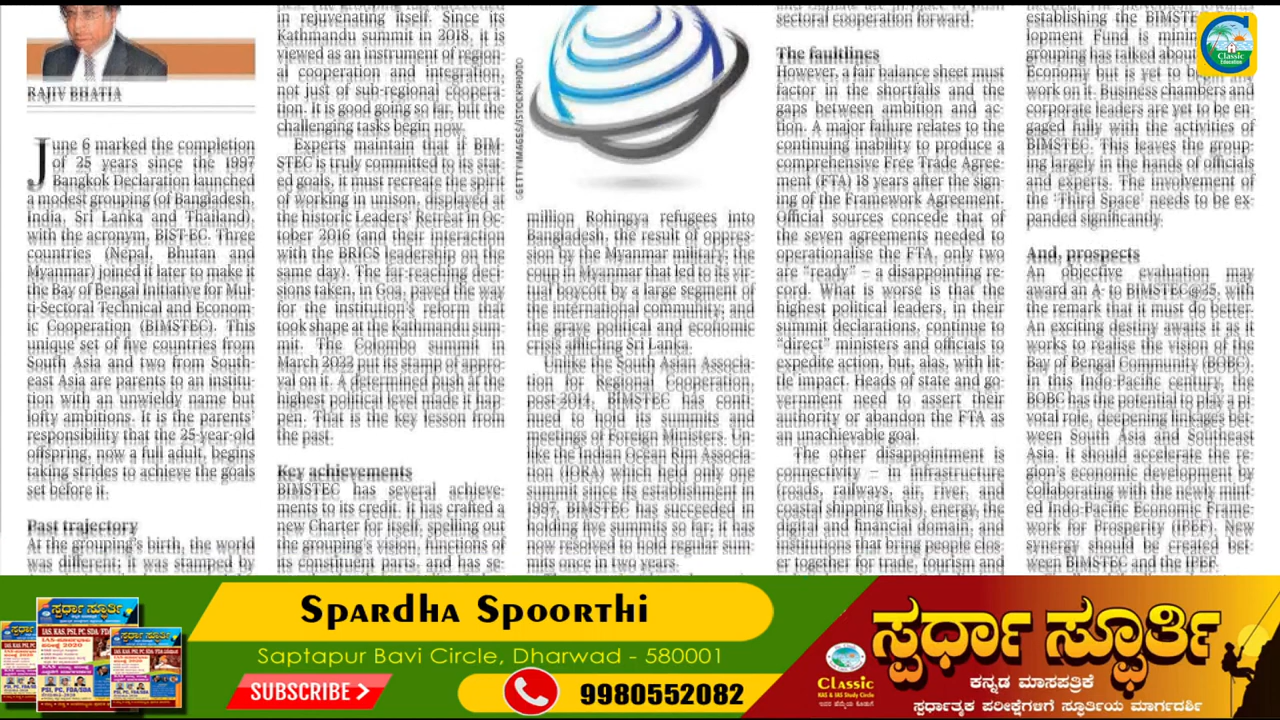 RAJIV BHATIA
June 6 marked the completion
of 25 years since the 1997
Bangkok Declaration launched
a modest grouping (of Bangladesh,
India, Sri Lanka and Thailand),
with the acronym, BIST-EC. Three
countries (Nepal, Bhutan and
Myanmar) joined it later to make it
the Bay of Bengal Initiative for Mul-
ti-Sectoral Technical and Econom-
ic Cooperation (BIMSTEC). This
unique set of five countries from
South Asia and two from South-
east Asia are parents to an institu-
tion with an unwieldy name but
lofty ambitions. It is the parents'
responsibility that the 25-year-old
offspring, now a full adult, begins
taking strides to achieve the goals
set before it.
Past trajectory
At the grouping's birth, the world
was different; it was stamped by
in rejuvenating itself. Since its
Kathmandu summit in 2018, it is
viewed as an instrument of region-
al cooperation and integration,
not just of sub-regional coopera-
tion. It is good going so far, but the
challenging tasks begin now.
Experts maintain that if BIM-
STEC is truly committed to its stat-
ed goals, it must recreate the spirit
of working in unison, displayed at
the historic Leaders' Retreat in Oc-
tober 2016 (and their interaction
with the BRICS leadership on the
same day). The far-reaching deci-
sions taken, in Goa, paved the way
for the institution's reform that
took shape at the Kathmandu sum-
mit. The Colombo summit in
March 2022 put its stamp of appro-
val on it. A determined push at the
highest political level made it hap-
pen. That is the key lesson from
the past.
Key achievements
BIMSTEC has several achieve-
ments to its credit. It has crafted a
new Charter for itself, spelling out
the grouping's vision, functions of
its constituent parts, and has se-
GETTY IMAGES/ISTOCKPHOTO
million Rohingya refugees into
Bangladesh, the result of oppres-
sion by the Myanmar military; the
coup in Myanmar that led to its vir-
tual boycott by a large segment of
the international community; and
the grave political and economic
crisis afflicting Sri Lanka.
Unlike the South Asian Associa-
tion for Regional Cooperation,
post-2014, BIMSTEC has conti-
nued to hold its summits and
meetings of Foreign Ministers. Un-
like the Indian Ocean Rim Associa-
tion (IORA) which held only one
summit since its establishment in
1997, BIMSTEC has succeeded in
holding five summits so far; it has
now resolved to hold regular sum-
mits once in two years.
sectoral cooperation forward.
The faultlines
However, a fair balance sheet must
factor in the shortfalls and the
gaps between ambition and ac-
tion. A major failure relates to the
continuing inability to produce a
comprehensive Free Trade Agree-
ment (FTA) 18 years after the sign-
ing of the Framework Agreement.
Official sources concede that of
the seven agreements needed to
operationalise the FTA, only two
are "ready" – a disappointing re-
cord. What is worse is that the
highest political leaders, in their
summit declarations, continue to
"direct" ministers and officials to
expedite action, but, alas, with lit-
tle impact. Heads of state and go-
vernment need to assert their
authority or abandon the FTA as
an unachievable goal.
The other disappointment is
connectivity – in infrastructure
(roads, railways, air, river, and
coastal shipping links), energy, the
digital and financial domain, and
institutions that bring people clos-
er together for trade, tourism and
establishing the BIMSTEC
lopment Fund is
grouping has talked about
Economy but is yet to begin any
work on it. Business chambers and
corporate leaders are yet to be en-
gaged fully with the activities of
BIMSTEC. This leaves the group-
ing largely in the hands of officials
and experts. The involvement of
the 'Third Space' needs to be ex-
panded significantly.
And, prospects
An objective evaluation may
award an A- to BIMSTEC@25, with
the remark that it must do better.
An exciting destiny awaits it as it
works to realise the vision of the
Bay of Bengal Community (BOBC).
In this Indo-Pacific century, the
BOBC has the potential to play a pi-
votal role, deepening linkages bet-
ween South Asia and Southeast
Asia. It should accelerate the re-
gion's economic development by
collaborating with the newly mint-
ed Indo-Pacific Economic Frame-
work for Prosperity (IPEF). New
synergy should be created bet-
ween BIMSTEC and the IPEF.
Classic
Education
Spardha Spoorthi
Saptapur Bavi Circle, Dharwad - 580001
SUBSCRIBE
9980552082
Classic
KAS & IAS Study Circle
ಸ್ಪರ್ಧಾ ಸ್ಫೂರ್ತಿ
ಕನ್ನಡ ಮಾಸಪತ್ರಿಕೆ
ಸ್ಪರ್ಧಾತ್ಮಕ ಪರೀಕ್ಷೆಗಳಿಗೆ ಸ್ಫೂರ್ತಿಯ ಮಾರ್ಗದರ್ಶಿ